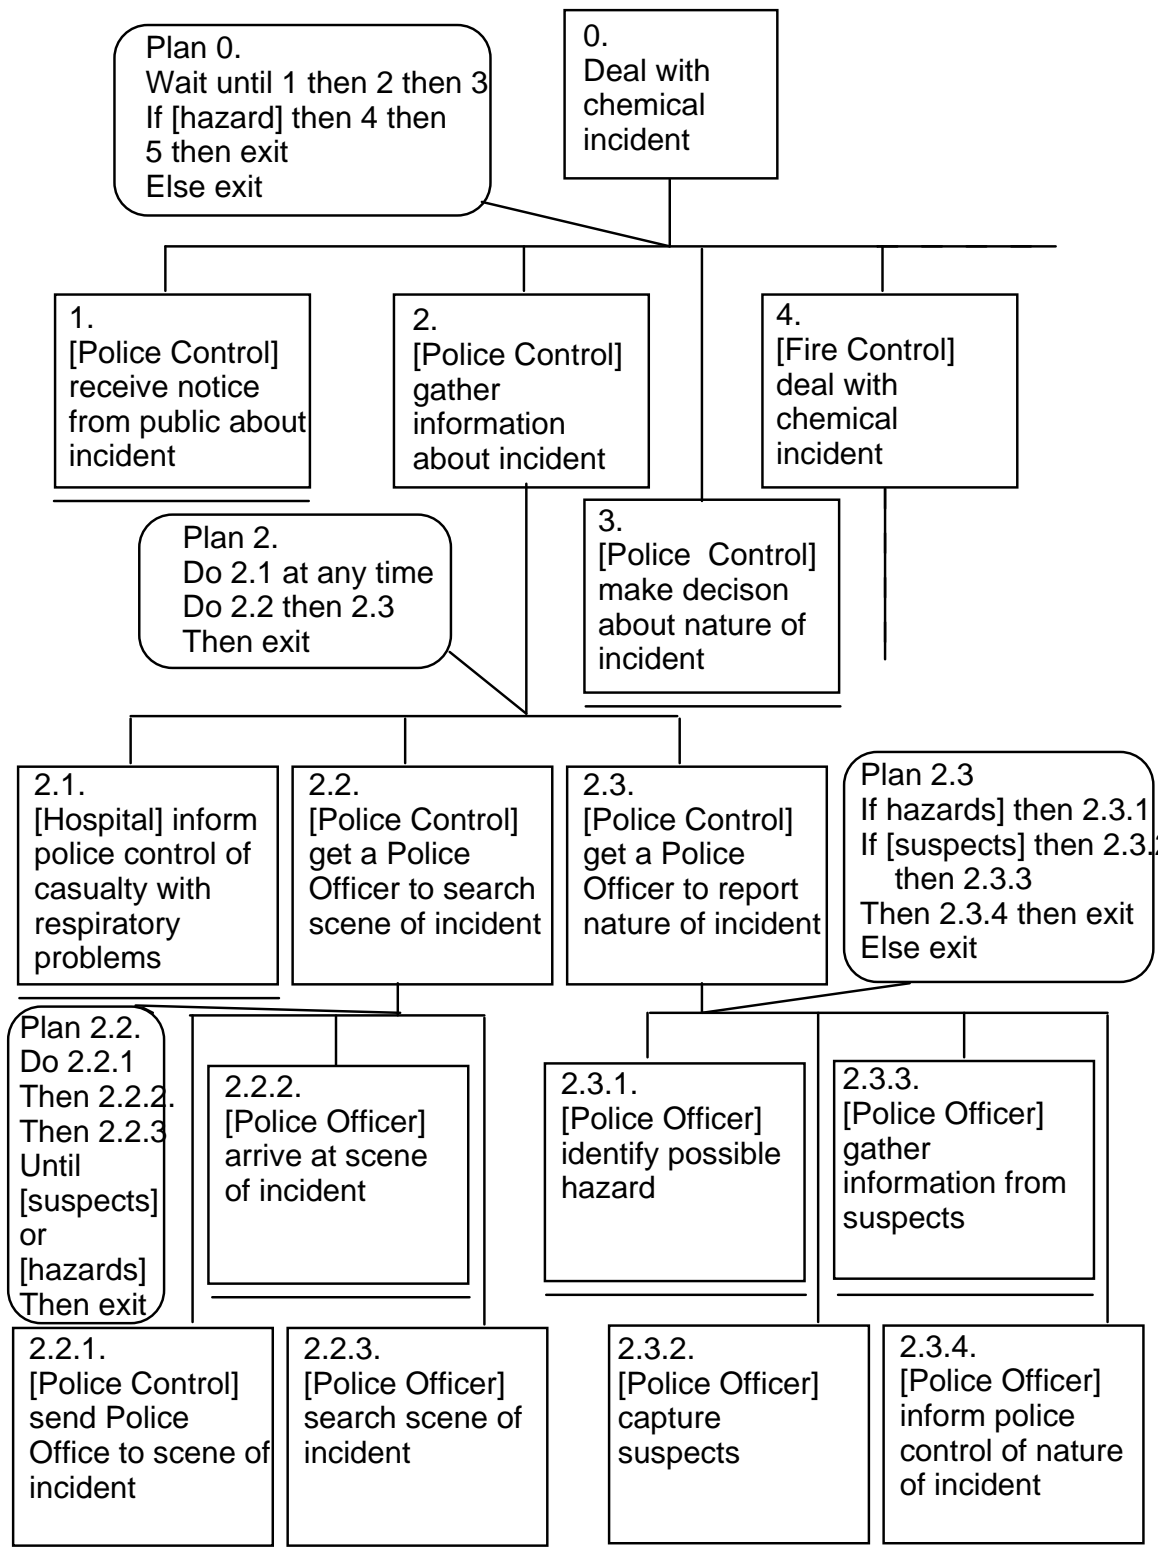 Plan 0.
Wait until 1 then 2 then 3
If [hazard] then 4 then
5 then exit
Else exit
0.
Deal with
chemical
incident
1.
[Police Control]
receive notice
from public about
incident
2.
[Police Control]
gather
information
about incident
4.
[Fire Control]
deal with
chemical
incident
3.
[Police Control]
make decison
about nature of
incident
Plan 2.
Do 2.1 at any time
Do 2.2 then 2.3
Then exit
2.1.
[Hospital] inform
police control of
casualty with
respiratory
problems
2.2.
[Police Control]
get a Police
Officer to search
scene of incident
2.3.
[Police Control]
get a Police
Officer to report
nature of incident
Plan 2.3
If hazards] then 2.3.1
If [suspects] then 2.3.2
then 2.3.3
Then 2.3.4 then exit
Else exit
Plan 2.2.
Do 2.2.1
Then 2.2.2.
Then 2.2.3
Until
[suspects]
or
[hazards]
Then exit
2.2.2.
[Police Officer]
arrive at scene
of incident
2.3.1.
[Police Officer]
identify possible
hazard
2.3.3.
[Police Officer]
gather
information from
suspects
2.2.1.
[Police Control]
send Police
Office to scene of
incident
2.2.3.
[Police Officer]
search scene of
incident
2.3.2.
[Police Officer]
capture
suspects
2.3.4.
[Police Officer]
inform police
control of nature
of incident